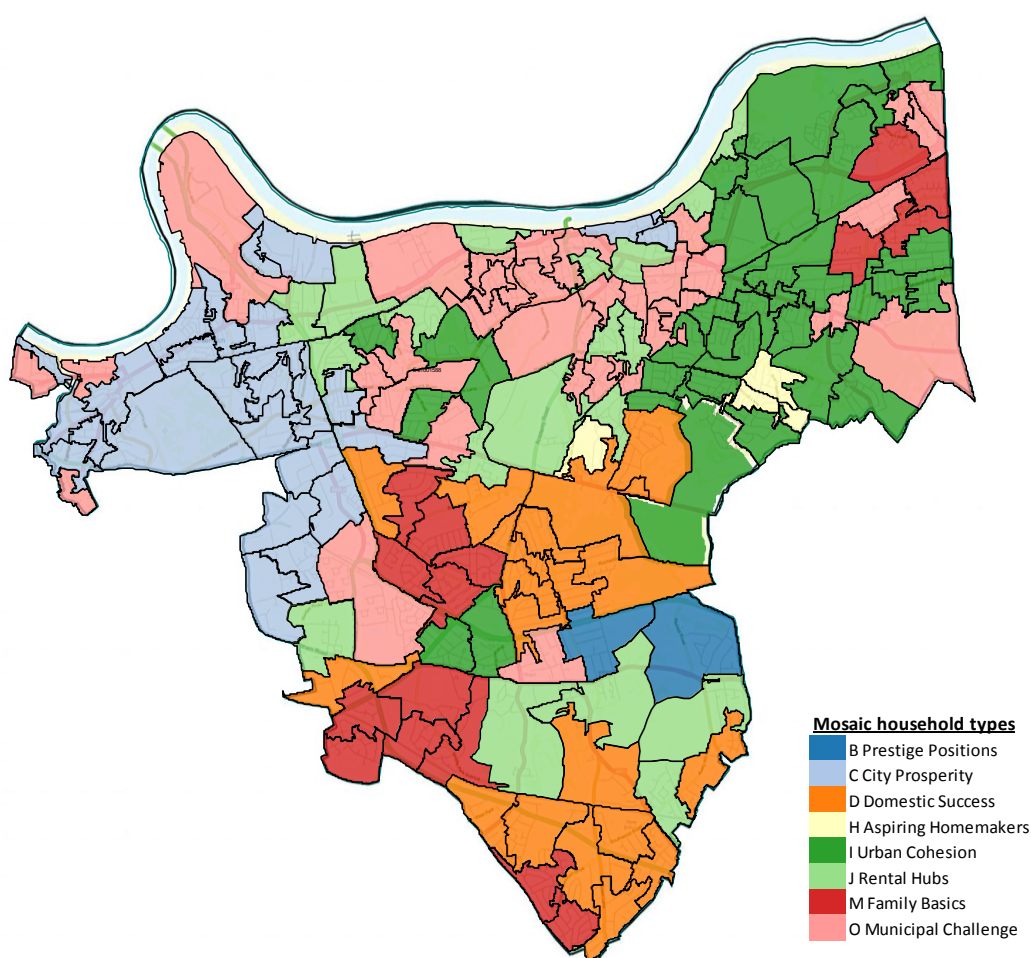 Mosaic household types
B Prestige Positions
C City Prosperity
D Domestic Success
H Aspiring Homemakers
I Urban Cohesion
J Rental Hubs
M Family Basics
O Municipal Challenge